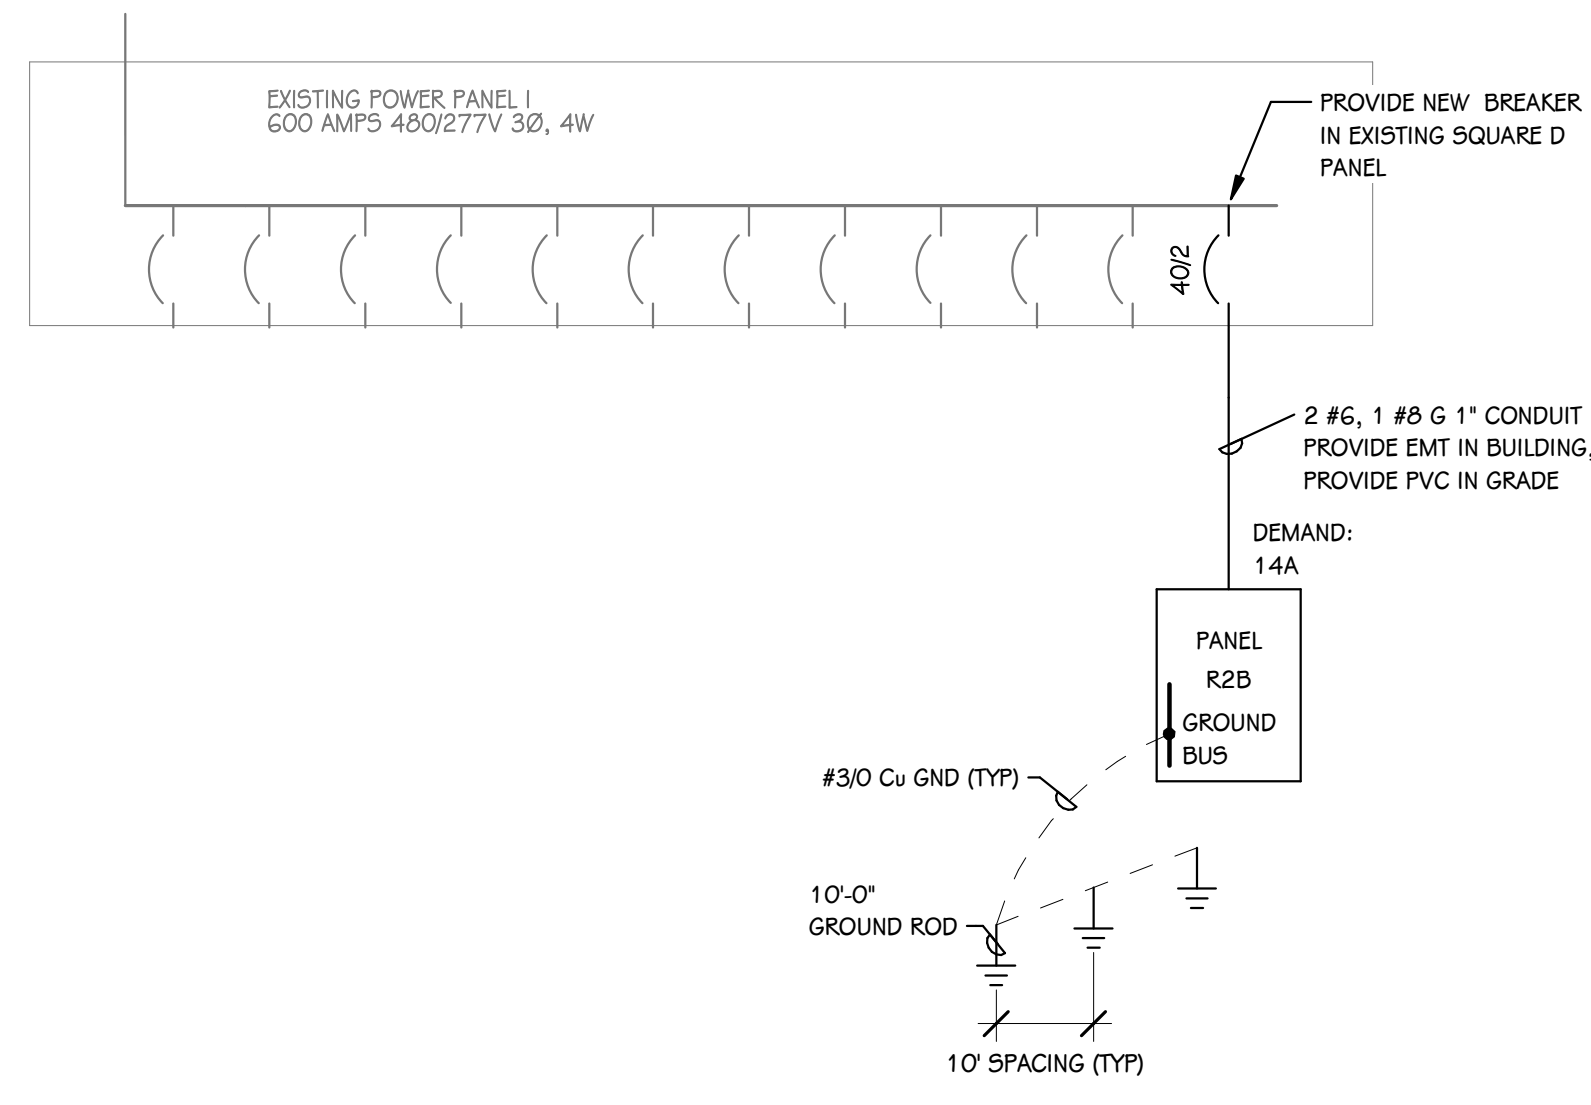 EXISTING POWER PANEL 1
600 AMPS 480/277V 3Ø, 4W
PROVIDE NEW BREAKER
IN EXISTING SQUARE D
PANEL
40/2
2 #6, 1 #8 G 1" CONDUIT
PROVIDE EMT IN BUILDING,
PROVIDE PVC IN GRADE
DEMAND:
14A
PANEL
R2B
GROUND
BUS
#3/0 Cu GND (TYP)
10'-0"
GROUND ROD
10' SPACING (TYP)